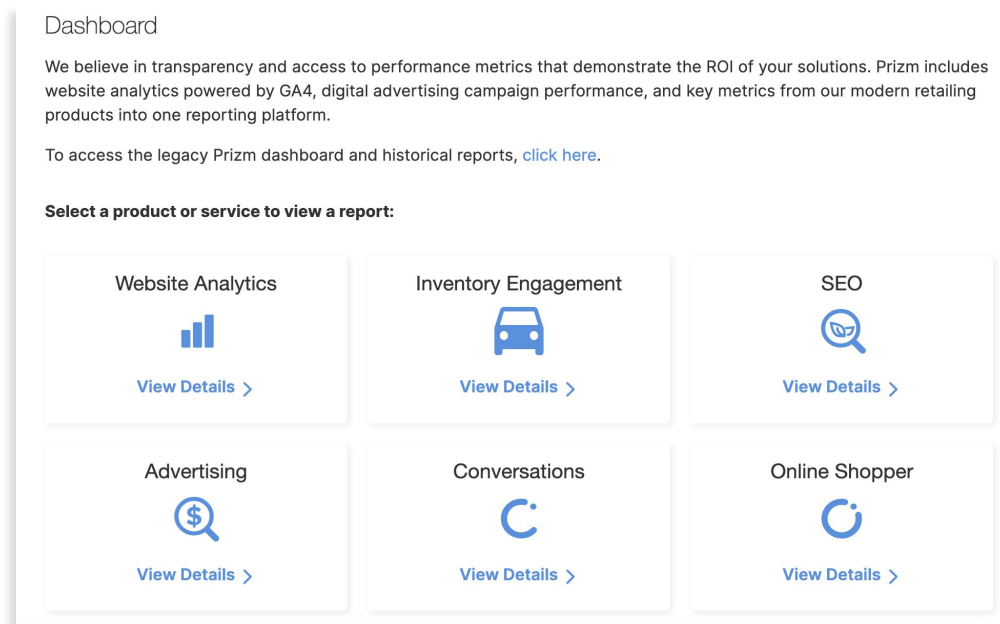 Dashboard
We believe in transparency and access to performance metrics that demonstrate the ROI of your solutions. Prizm includes
website analytics powered by GA4, digital advertising campaign performance, and key metrics from our modern retailing
products into one reporting platform.
To access the legacy Prizm dashboard and historical reports, click here.
Select a product or service to view a report:
Website Analytics
View Details
Inventory Engagement
View Details
SEO
View Details
Advertising
$
View Details
Conversations
View Details
Online Shopper
View Details